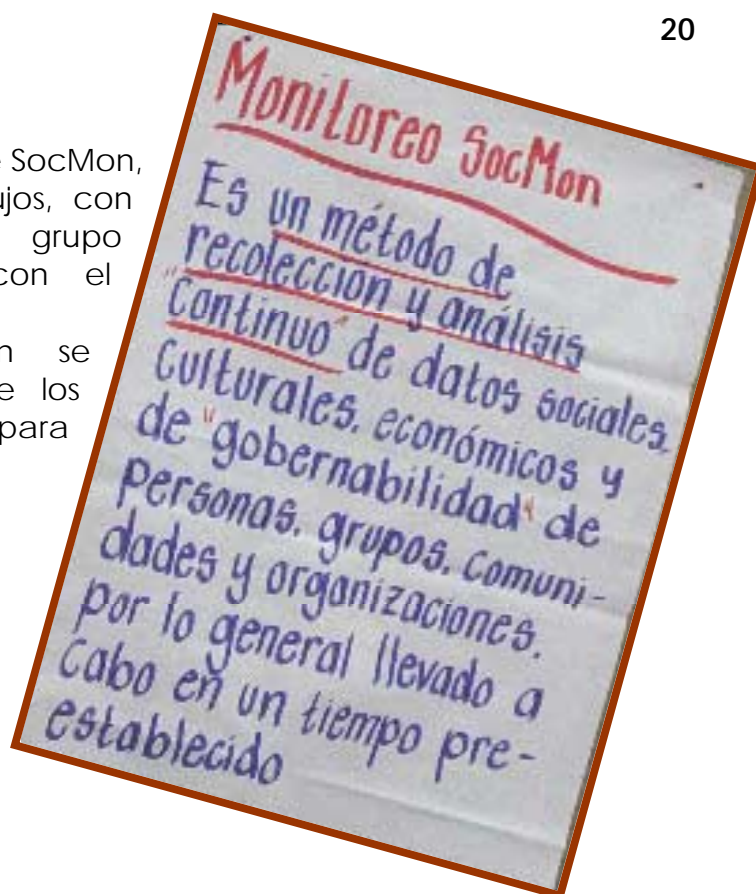 20
SocMon,
ujos, con
grupo
con el
n se
e los
para
Monitoreo SocMon
Es un método de
recolección y análisis
"Continuo" de datos sociales,
culturales, económicos y
de "gobernabilidad" de
personas, grupos, comuni-
dades y organizaciones,
por lo general llevado a
cabo en un tiempo pre-
establecido